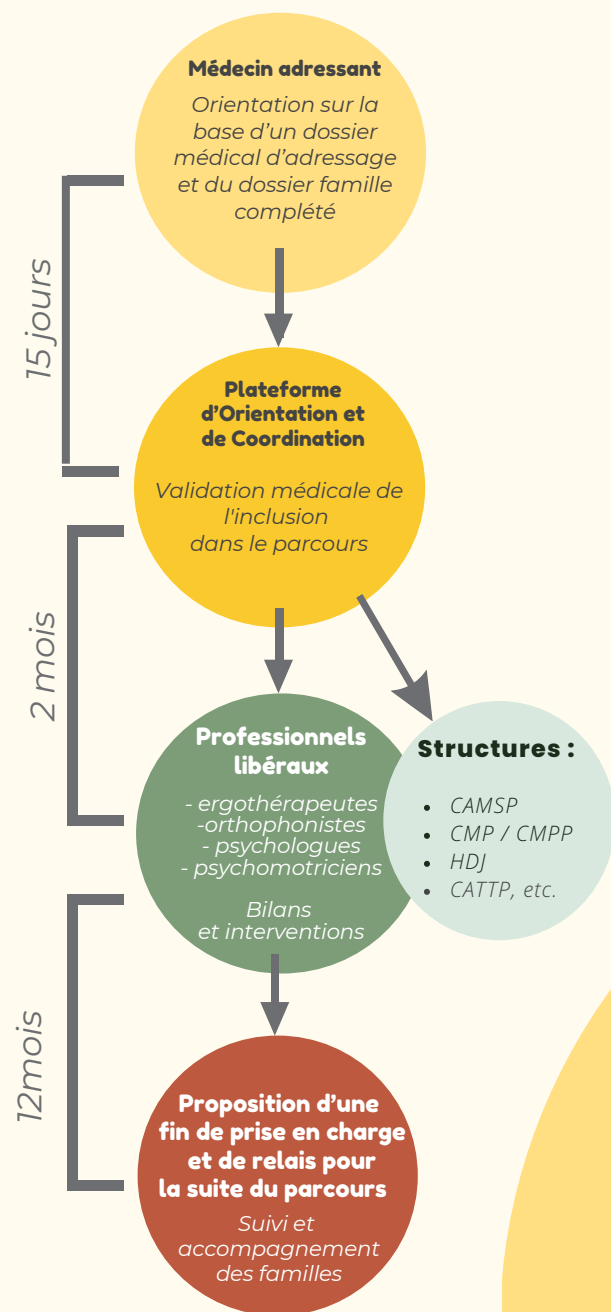 Médecin adressant
Orientation sur la
base d'un dossier
médical d'adressage
et du dossier famille
complété
15 jours
Plateforme
d'Orientation et
de Coordination
Validation médicale de
l'inclusion
dans le parcours
2 mois
Professionnels
libéraux
- ergothérapeutes
-orthophonistes
- psychologues
- psychomotriciens
Bilans
et interventions
Structures :
• CAMSP
• CMP / CMPP
• HDJ
• CATTP, etc.
12mois
Proposition d'une
fin de prise en charge
et de relais pour
la suite du parcours
Suivi et
accompagnement
des familles